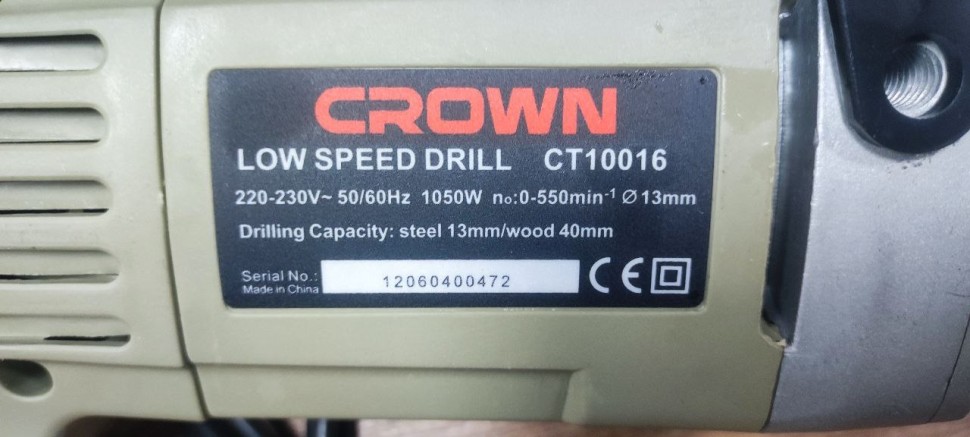 CROWN
LOW SPEED DRILL CT10016
220-230V~ 50/60Hz 1050W no:0-550min⁻¹ Ø13mm
Drilling Capacity: steel 13mm/wood 40mm
Serial No.: 12060400472 CE
Made in China